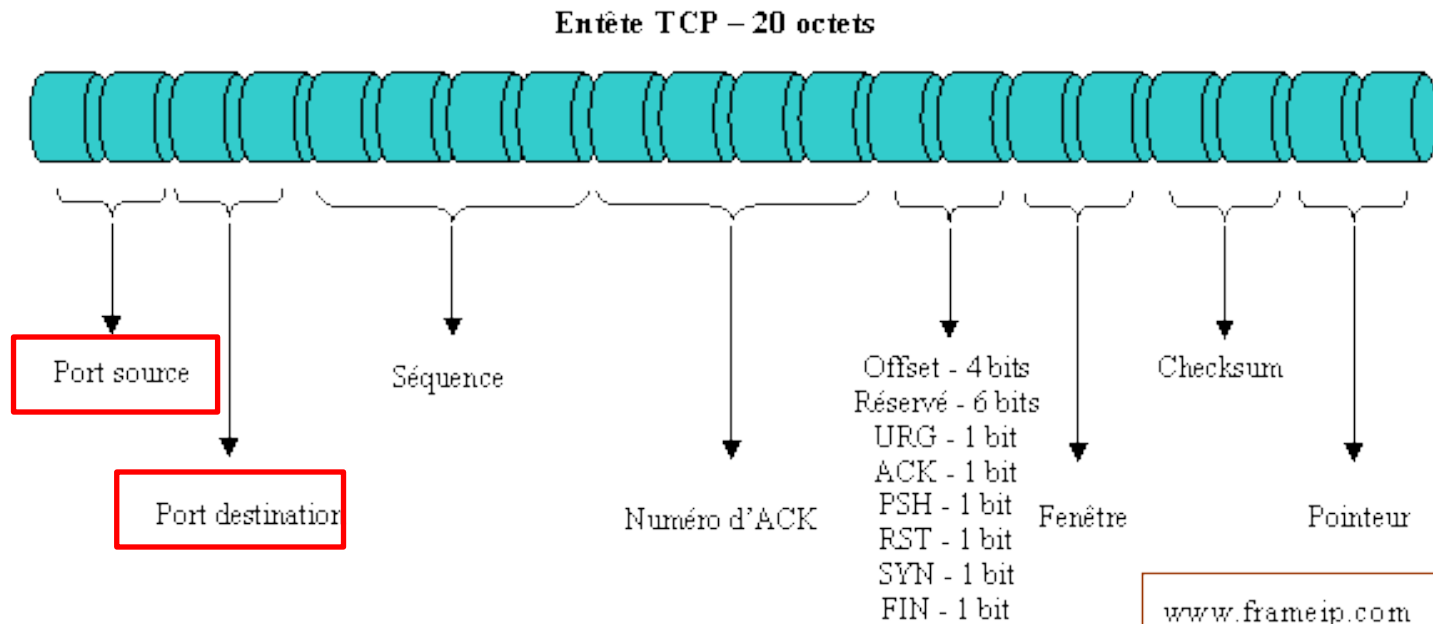 Entête TCP – 20 octets
Port source
Port destination
Séquence
Numéro d'ACK
Offset - 4 bits
Réservé - 6 bits
URG - 1 bit
ACK - 1 bit
PSH - 1 bit
RST - 1 bit
SYN - 1 bit
FIN - 1 bit
Fenêtre
Checksum
Pointeur
www.frameip.com